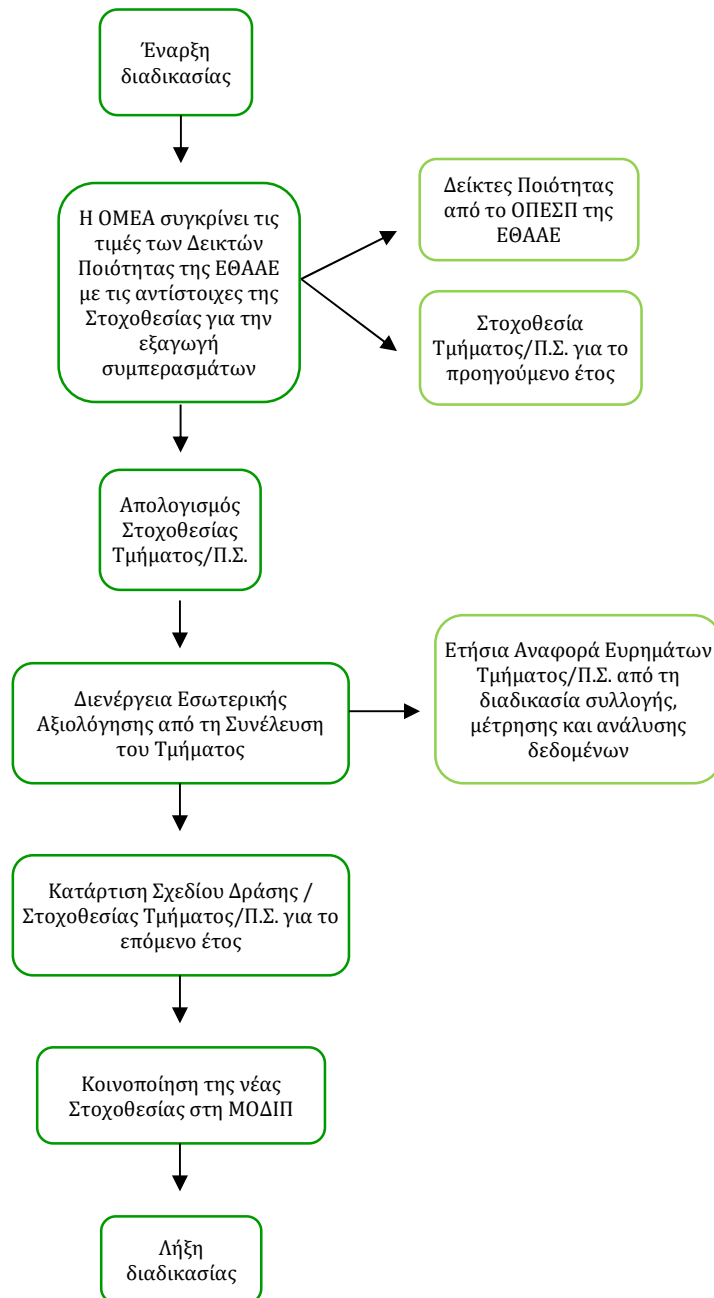 Έναρξη
διαδικασίας
Η ΟΜΕΑ συγκρίνει τις
τιμές των Δεικτών
Ποιότητας της ΕΘΑΑΕ
με τις αντίστοιχες της
Στοχοθεσίας για την
εξαγωγή
συμπερασμάτων
Δείκτες Ποιότητας
από το ΟΠΕΣΠ της
ΕΘΑΑΕ
Στοχοθεσία
Τμήματος/Π.Σ. για το
προηγούμενο έτος
Απολογισμός
Στοχοθεσίας
Τμήματος/Π.Σ.
Διενέργεια Εσωτερικής
Αξιολόγησης από τη Συνέλευση
του Τμήματος
Ετήσια Αναφορά Ευρημάτων
Τμήματος/Π.Σ. από τη
διαδικασία συλλογής,
μέτρησης και ανάλυσης
δεδομένων
Κατάρτιση Σχεδίου Δράσης /
Στοχοθεσίας Τμήματος/Π.Σ. για το
επόμενο έτος
Κοινοποίηση της νέας
Στοχοθεσίας στη ΜΟΔΙΠ
Λήξη
διαδικασίας